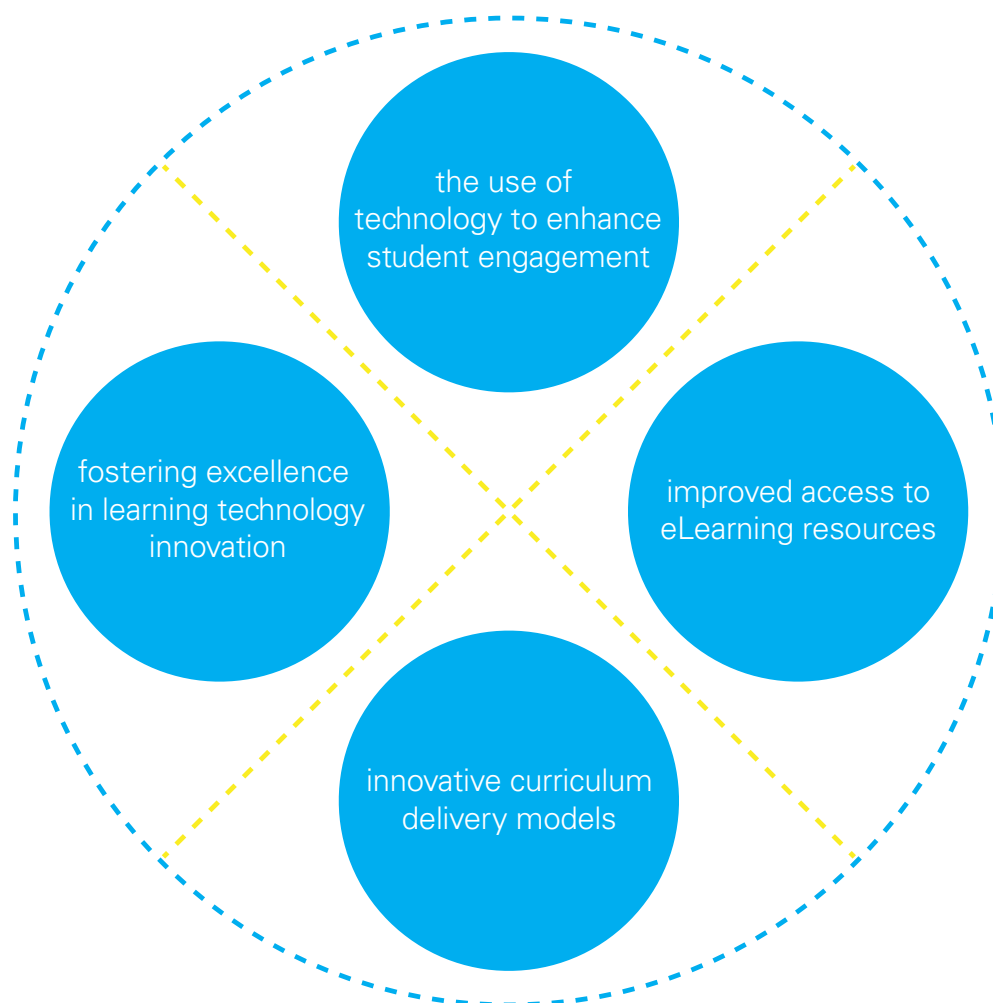 the use of
technology to enhance
student engagement
fostering excellence
in learning technology
innovation
improved access to
eLearning resources
innovative curriculum
delivery models